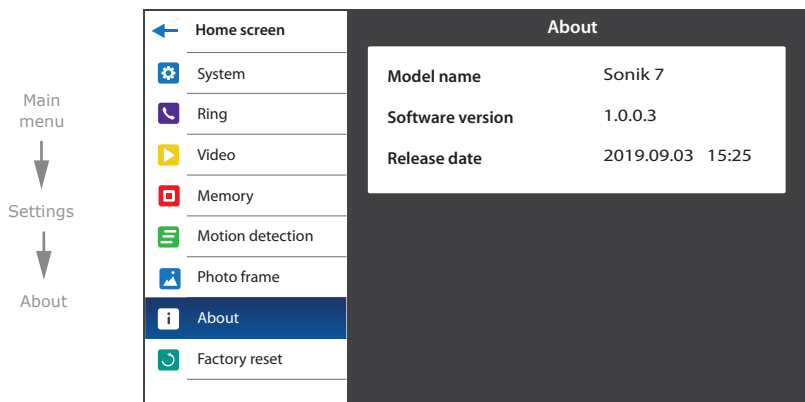 Main
menu
Settings
About
Home screen
System
Ring
Video
Memory
Motion detection
Photo frame
i About
Factory reset
About
Model name Sonik 7
Software version 1.0.0.3
Release date 2019.09.03 15:25